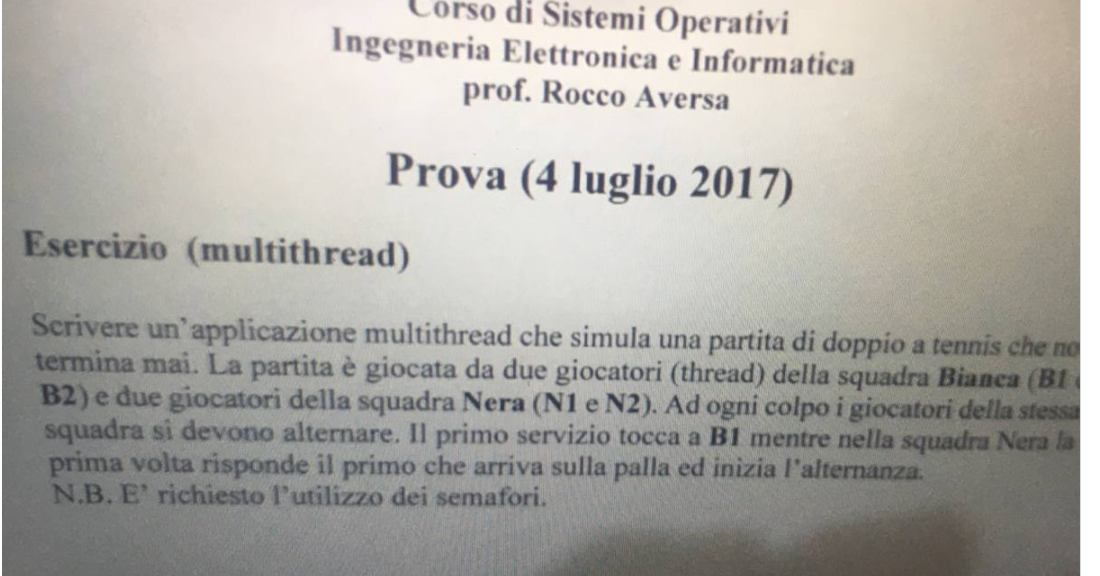 Corso di Sistemi Operativi
Ingegneria Elettronica e Informatica
prof. Rocco Aversa
Prova (4 luglio 2017)
Esercizio (multithread)
Scrivere un'applicazione multithread che simula una partita di doppio a tennis che no
termina mai. La partita è giocata da due giocatori (thread) della squadra Bianca (B1
B2) e due giocatori della squadra Nera (N1 e N2). Ad ogni colpo i giocatori della stessa
squadra si devono alternare. Il primo servizio tocca a B1 mentre nella squadra Nera la
prima volta risponde il primo che arriva sulla palla ed inizia l'alternanza.
N.B. E' richiesto l'utilizzo dei semafori.